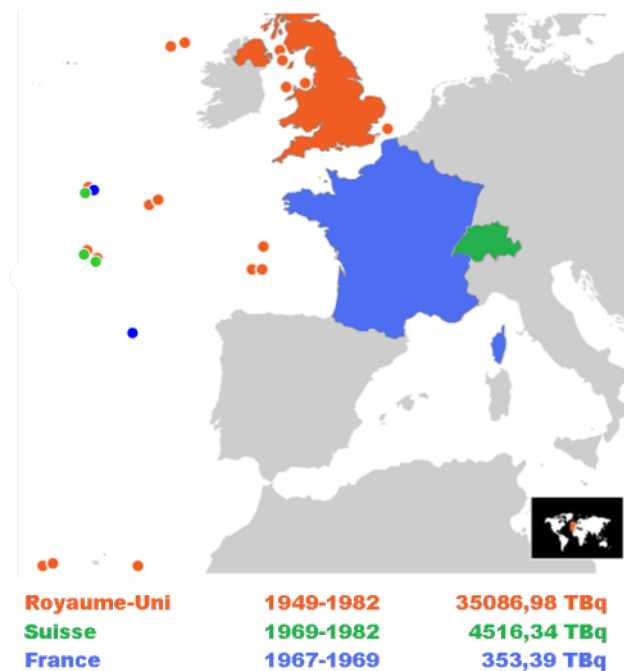 Royaume-Uni 1949-1982 35086,98 TBq
Suisse 1969-1982 4516,34 TBq
France 1967-1969 353,39 TBq